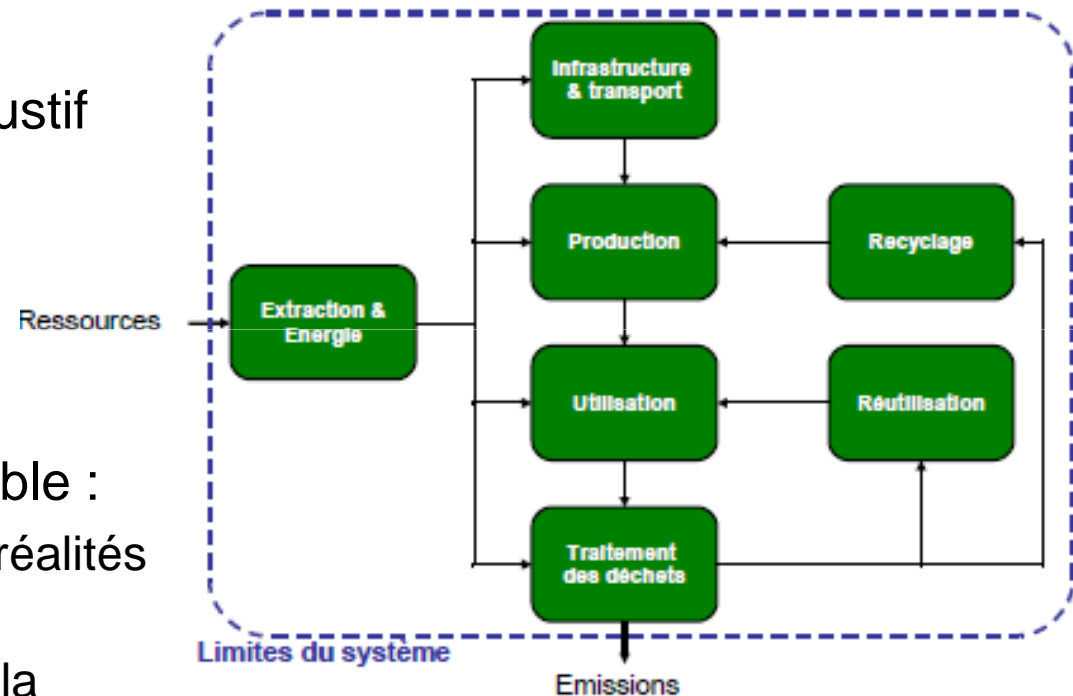 ustif
ble :
réalités
la
Infrastructure
& transport
Production
Recyclage
Ressources
Extraction &
Energie
Utilisation
Réutilisation
Traitement
des déchets
Limites du système
Emissions